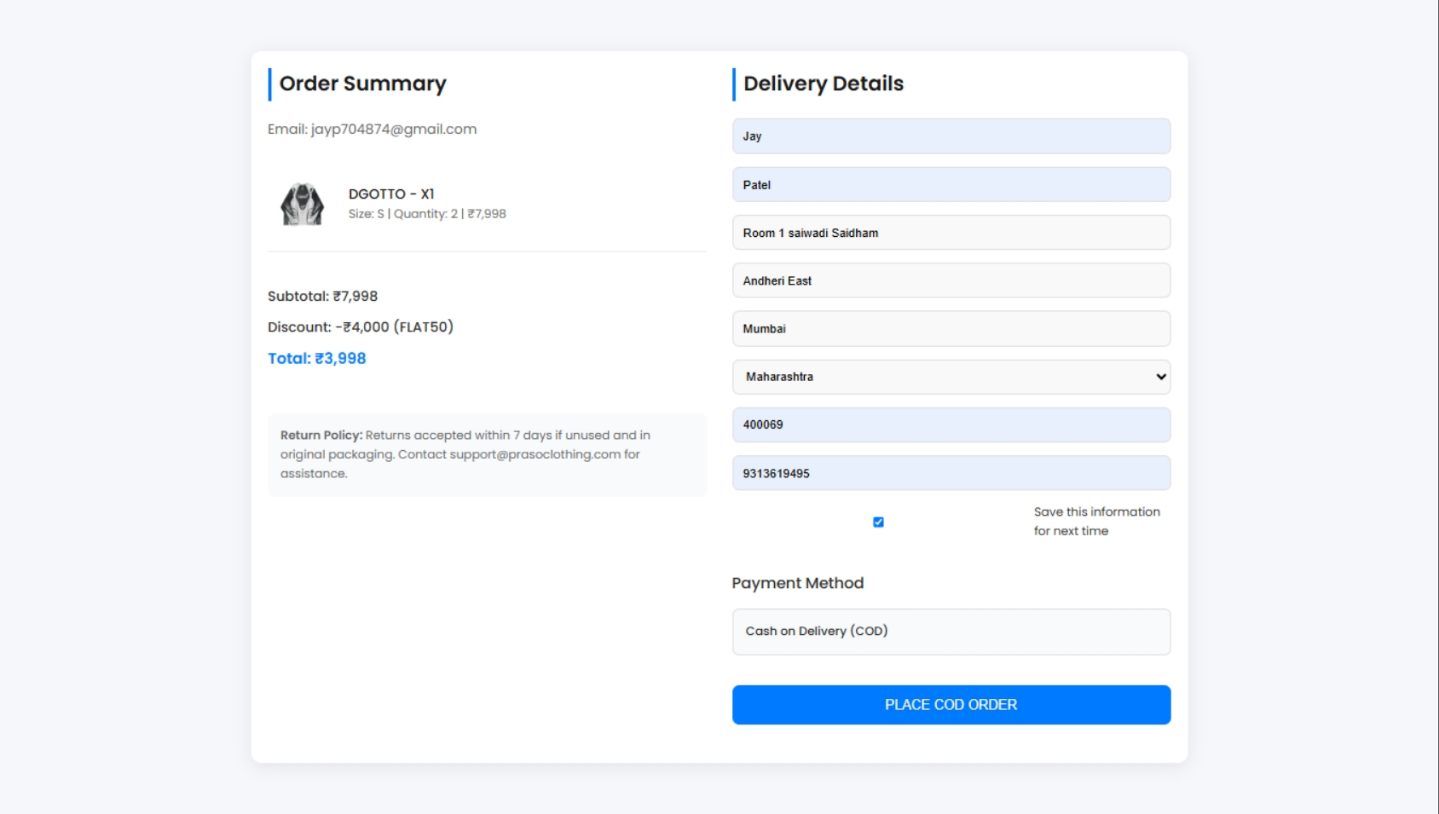 Order Summary
Email: jayp704874@gmail.com
DGOTTO - X1
Size: S | Quantity: 2 | ₹7,998
Subtotal: ₹7,998
Discount: -₹4,000 (FLAT50)
Total: ₹3,998
Return Policy: Returns accepted within 7 days if unused and in
original packaging. Contact support@prasoclothing.com for
assistance.
Delivery Details
Jay
Patel
Room 1 saiwadi Saidham
Andheri East
Mumbai
Maharashtra
400069
9313619495
Save this information
for next time
Payment Method
Cash on Delivery (COD)
PLACE COD ORDER